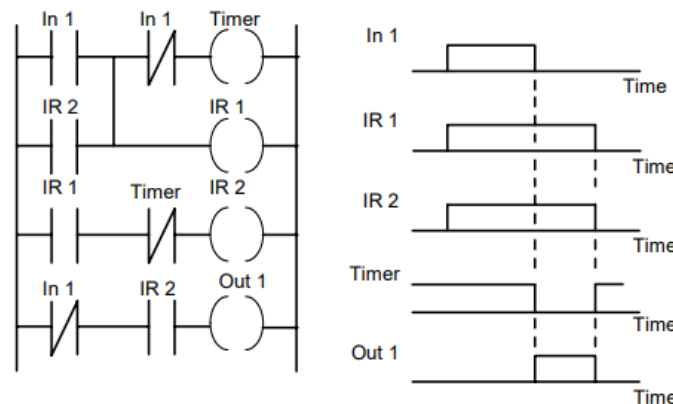 In 1 In 1 Timer
IR 2 IR 1
IR 1 Timer IR 2
In 1 IR 2 Out 1
In 1
Time
IR 1
Time
IR 2
Time
Timer
Time
Out 1
Time